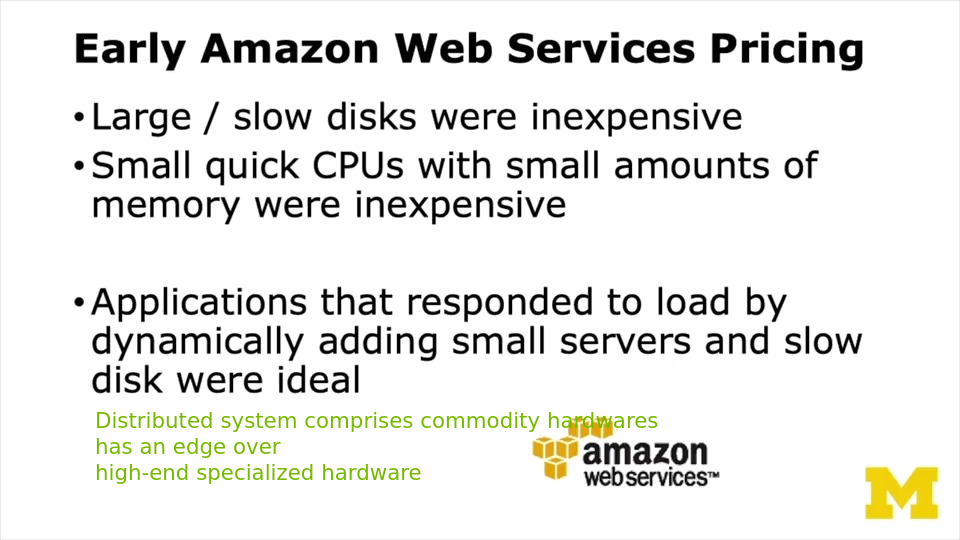 Early Amazon Web Services Pricing
• Large / slow disks were inexpensive
• Small quick CPUs with small amounts of
memory were inexpensive
• Applications that responded to load by
dynamically adding small servers and slow
disk were ideal
Distributed system comprises commodity hardwares
has an edge over
high-end specialized hardware
amazon
webservices™
M